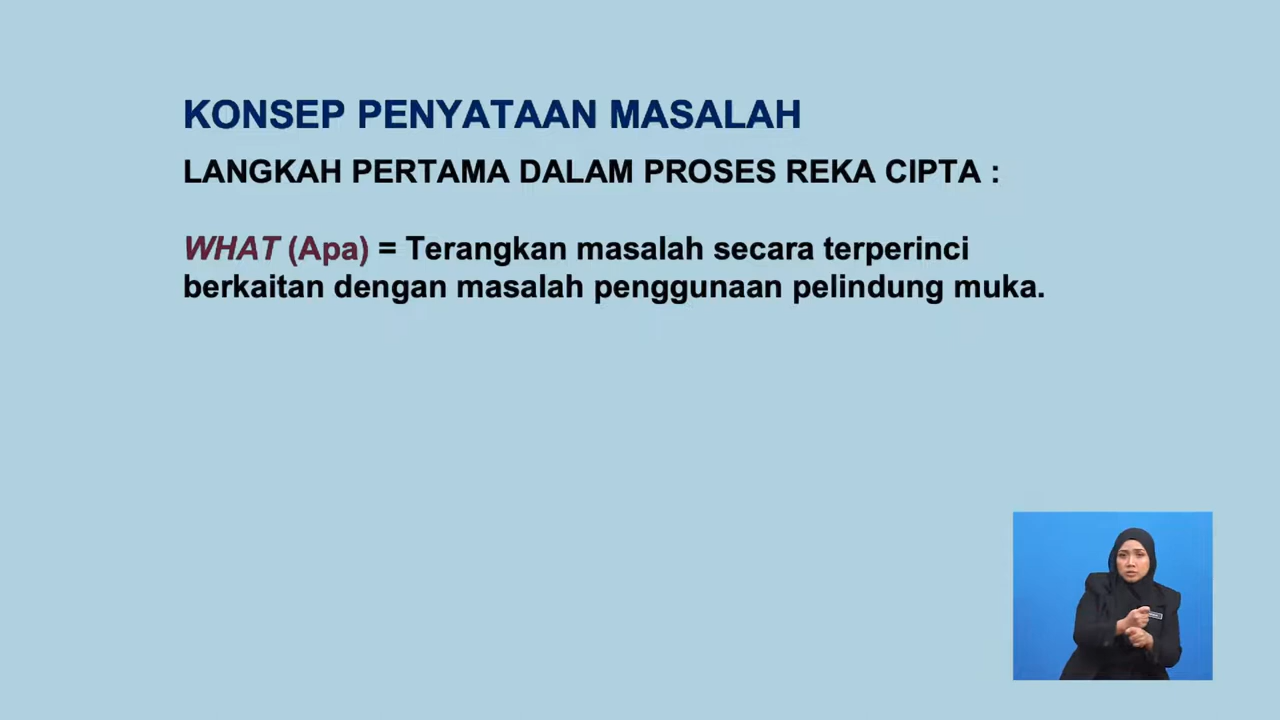 KONSEP PENYATAAN MASALAH
LANGKAH PERTAMA DALAM PROSES REKA CIPTA :
WHAT (Apa) = Terangkan masalah secara terperinci
berkaitan dengan masalah penggunaan pelindung muka.